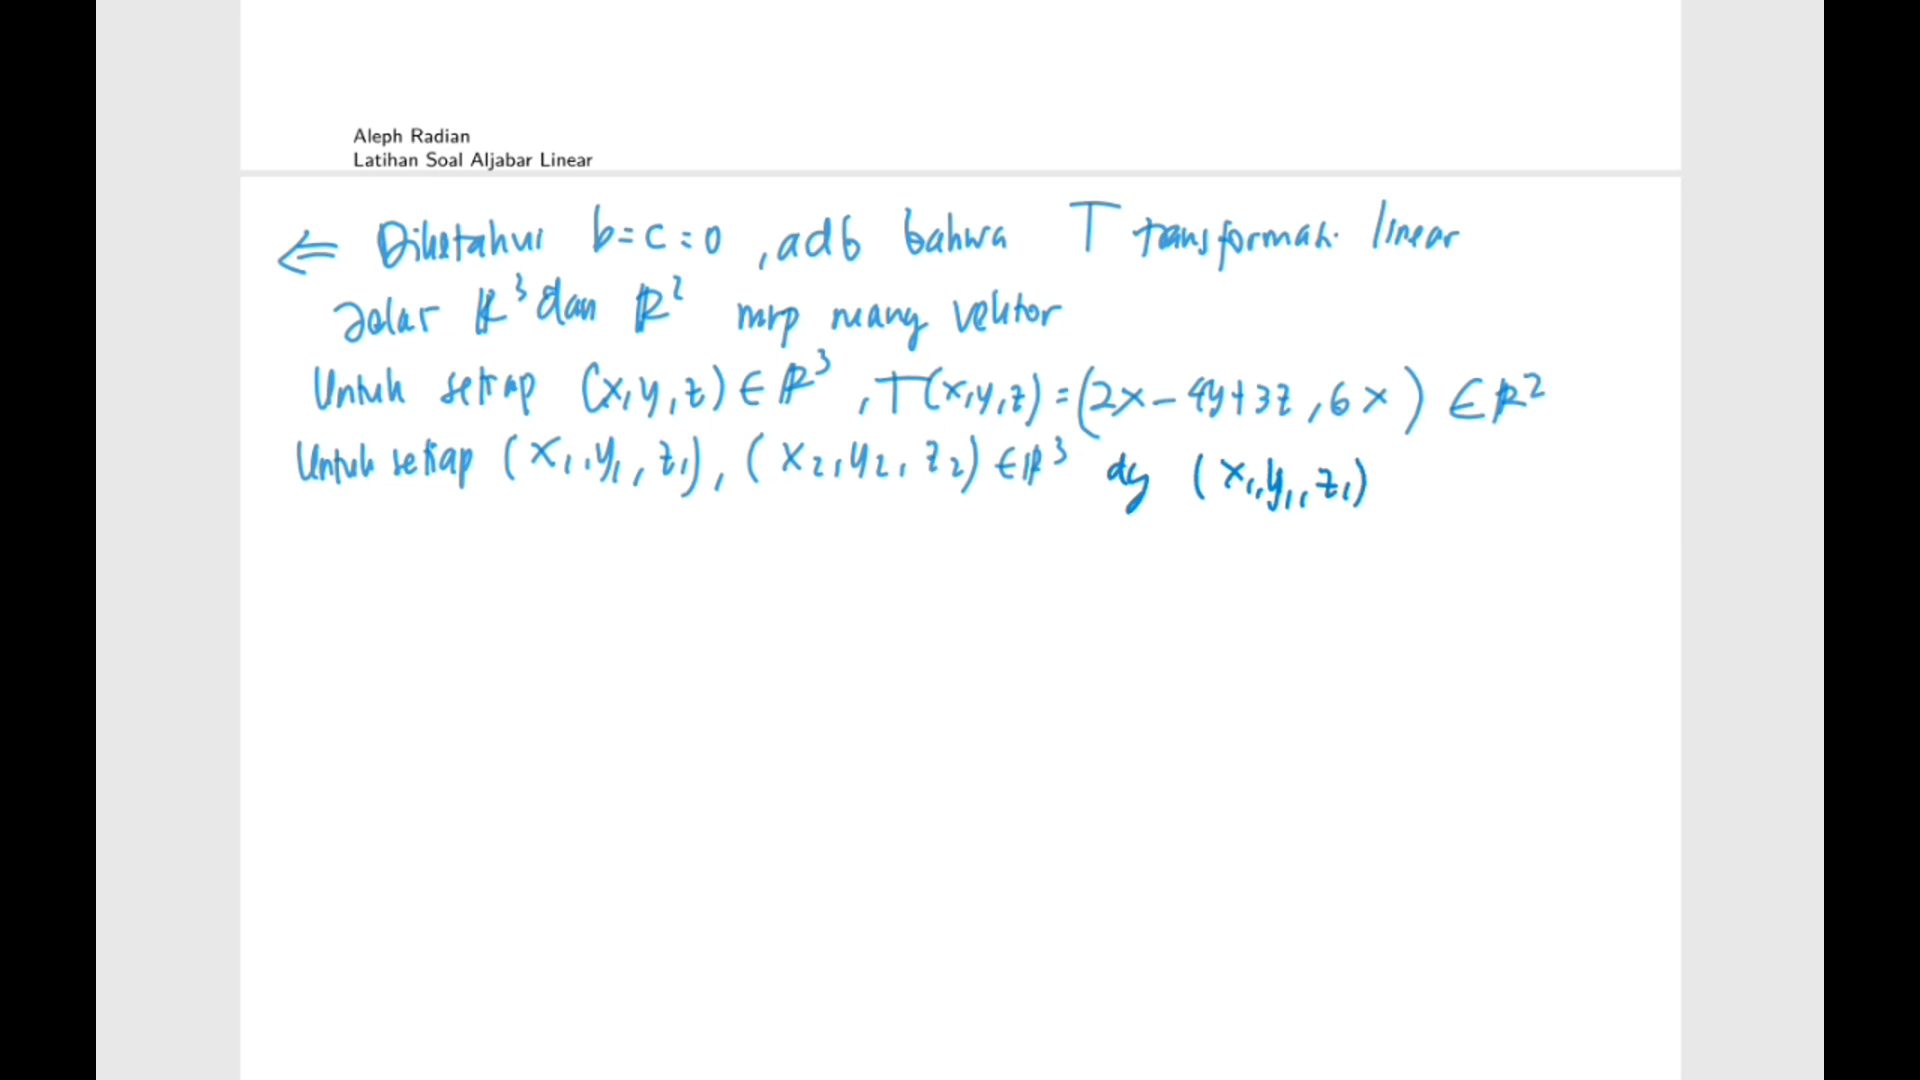 Aleph Radian
Latihan Soal Aljabar Linear
⇐ Diketahui b=c=0, adb bahwa T transformasi linear
Jelas R³ dan R² mrp ruang vektor
Untuk setiap (x,y,z) ∈ R³, T(x,y,z) = (2x-4y+3z, 6x) ∈ R²
Untuk setiap (x₁,y₁,z₁), (x₂,y₂,z₂) ∈ R³ dg (x₁,y₁,z₁)